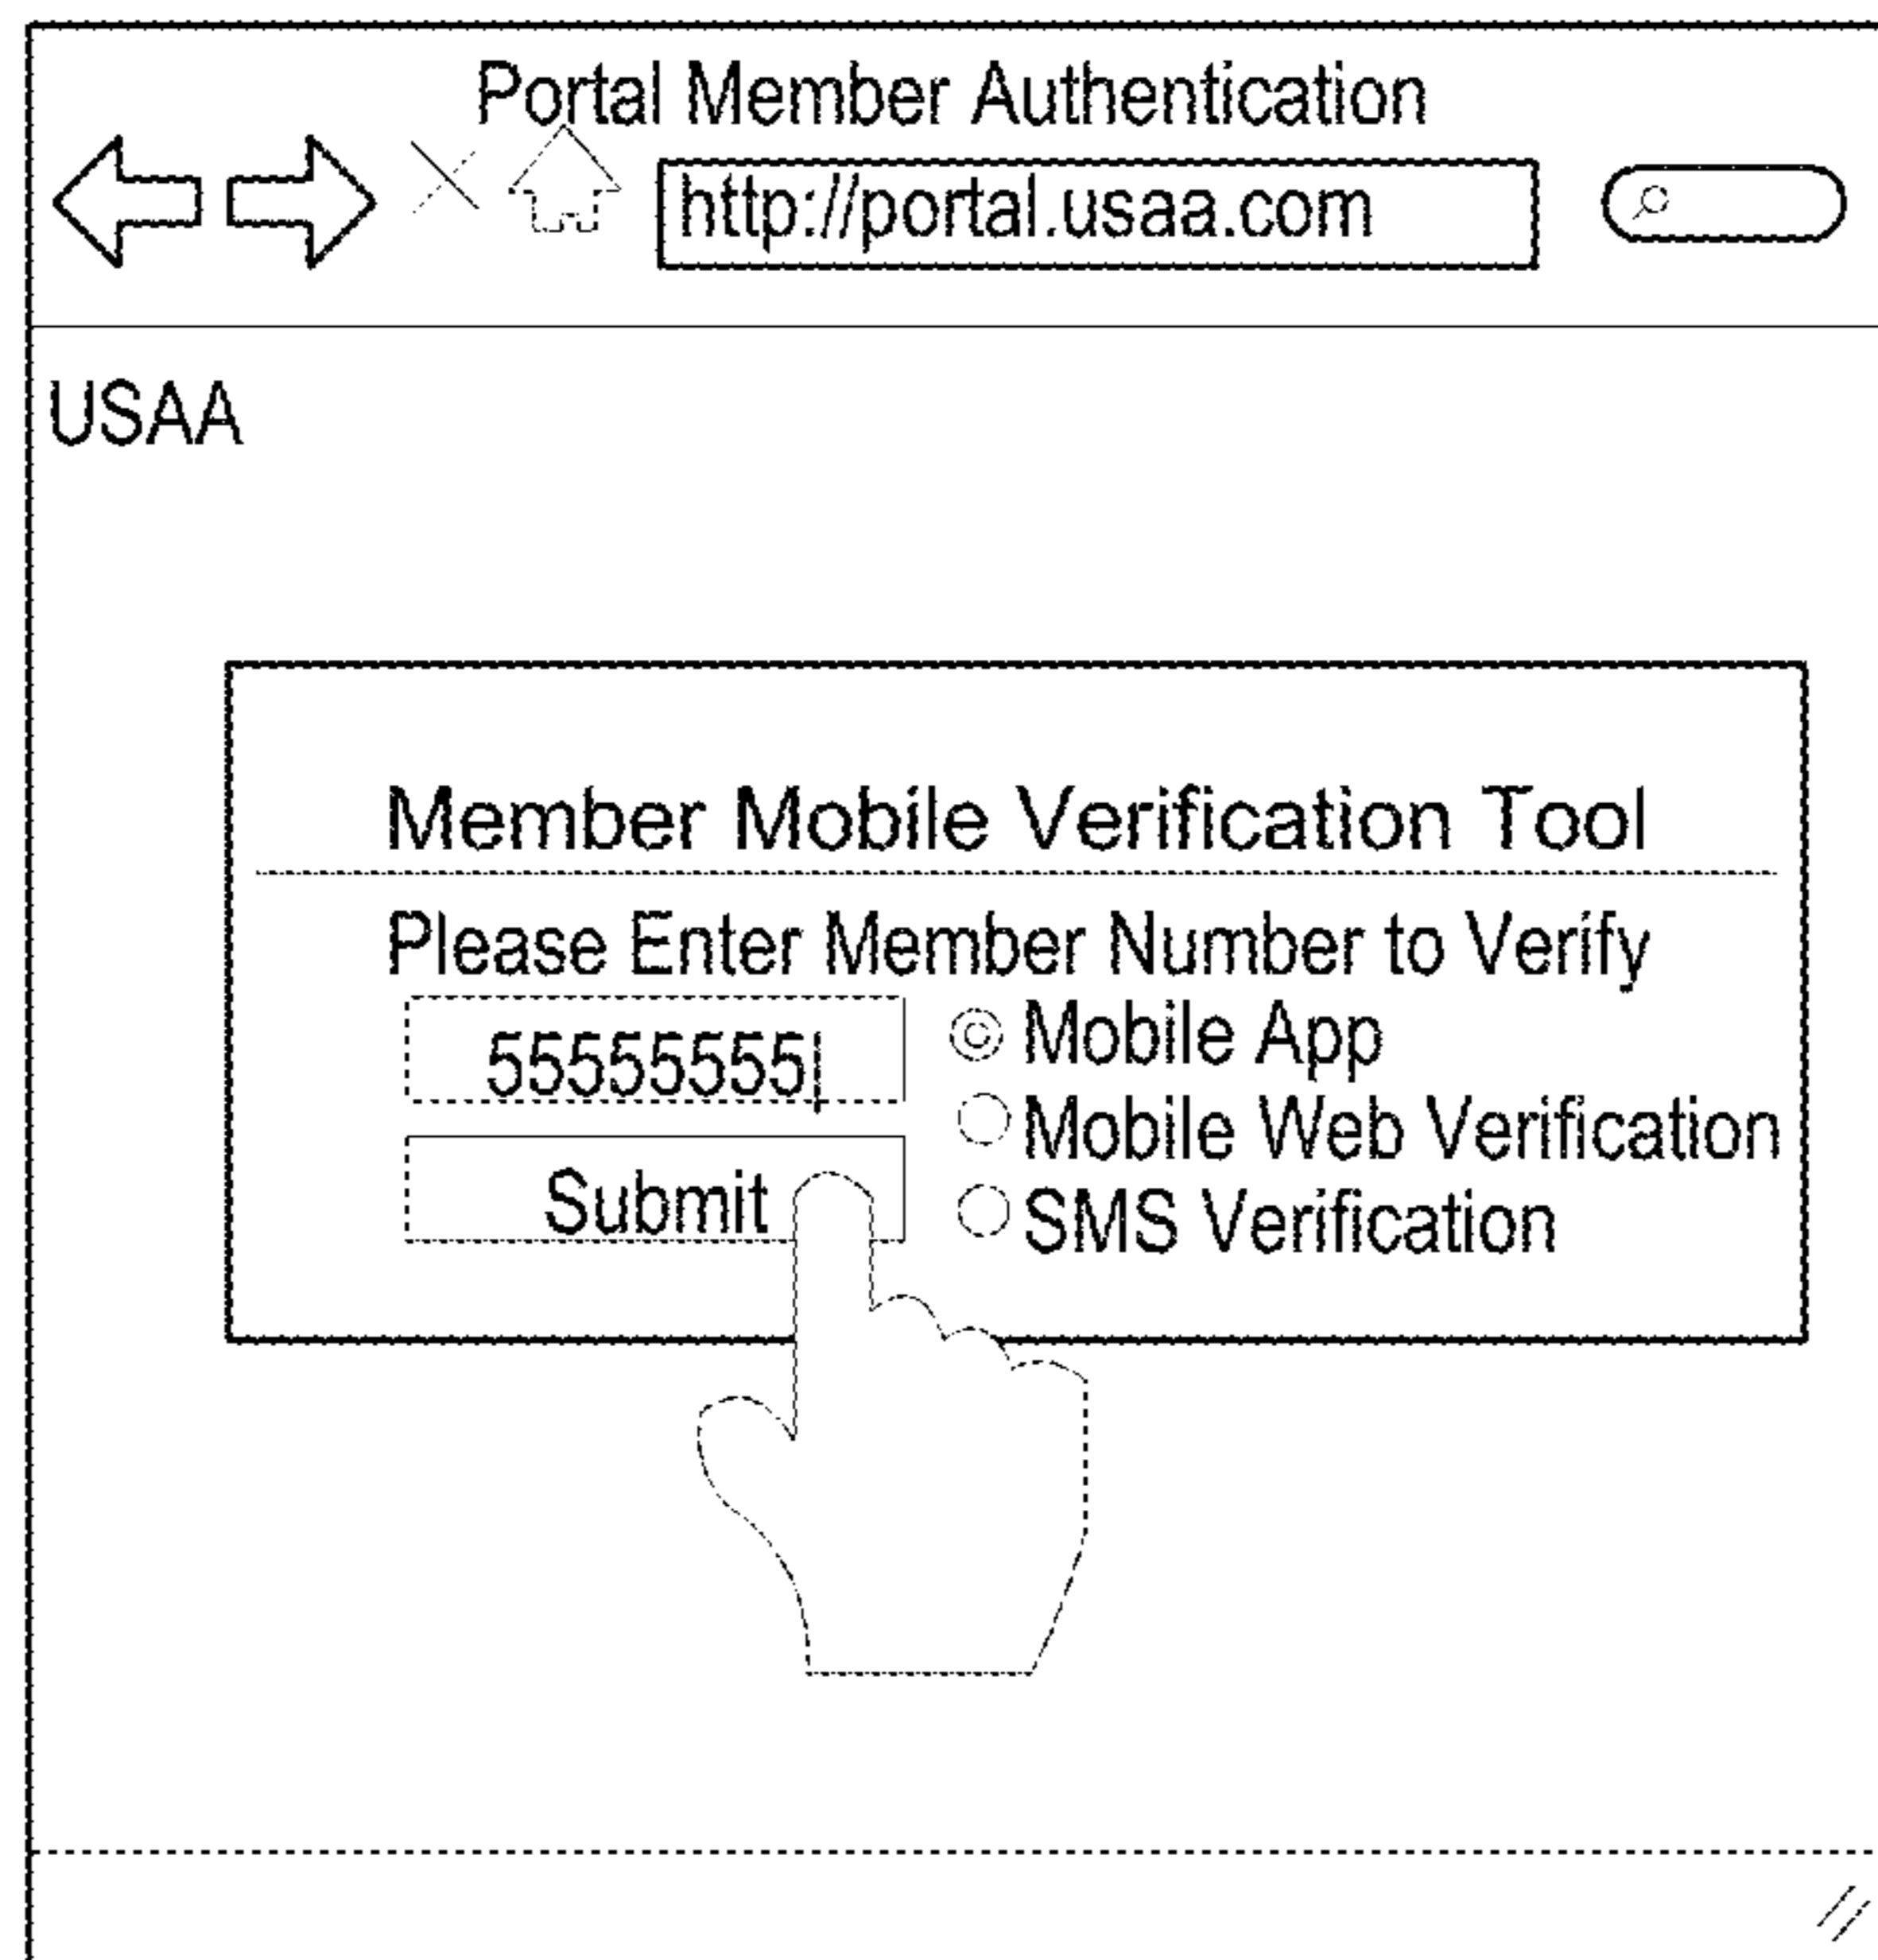 Portal Member Authentication
http://portal.usaa.com
USAA
Member Mobile Verification Tool
Please Enter Member Number to Verify
55555555
Mobile App
Mobile Web Verification
Submit
SMS Verification